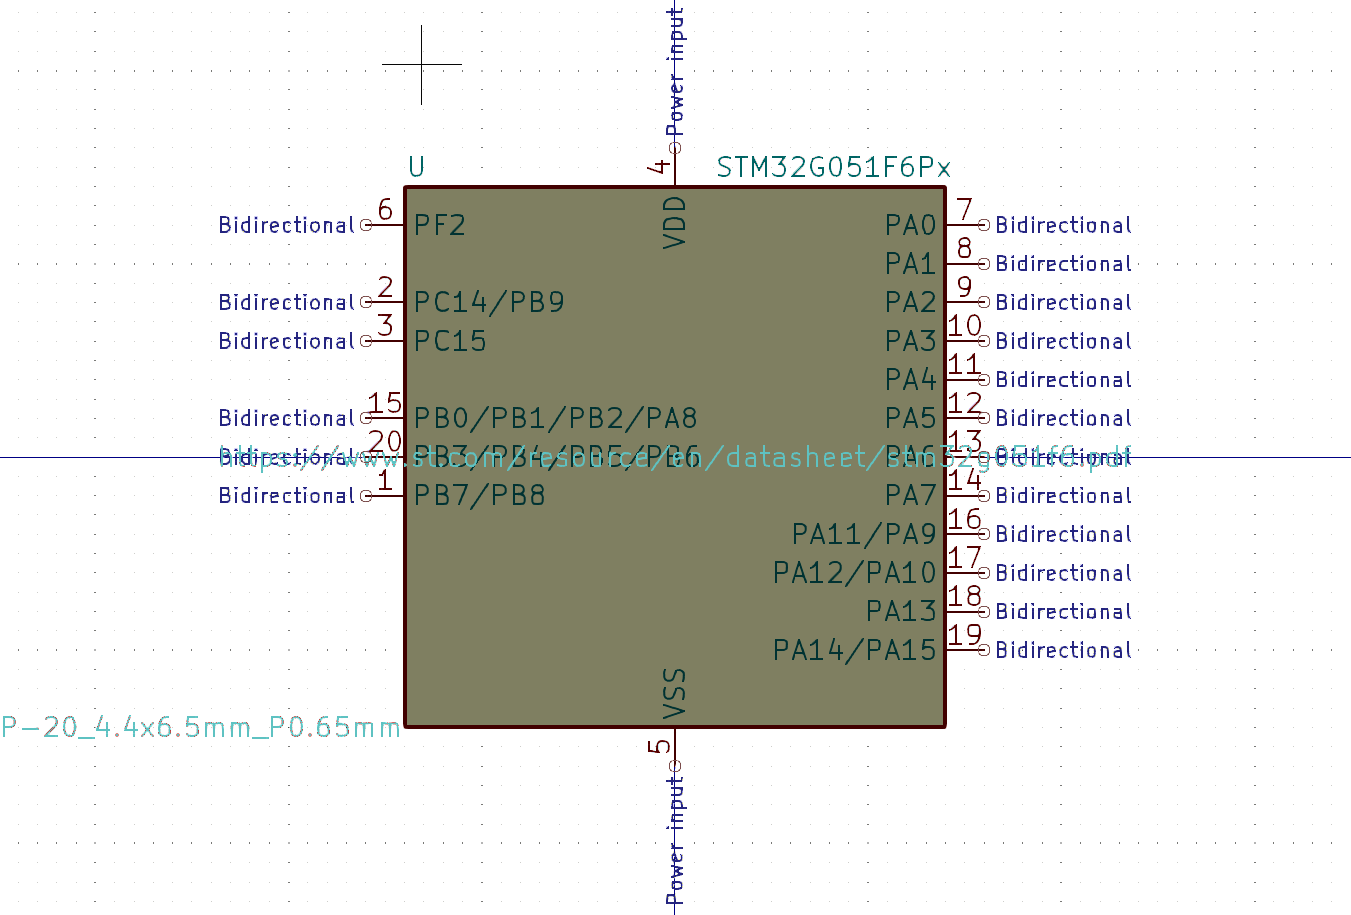 Power input
4
U STM32G051F6Px
VDD
Bidirectional 6 PF2 PA0 7 Bidirectional
PA1 8 Bidirectional
Bidirectional 2 PC14/PB9 PA2 9 Bidirectional
Bidirectional 3 PC15 PA3 10 Bidirectional
PA4 11 Bidirectional
Bidirectional 15 PB0/PB1/PB2/PA8 PA5 12 Bidirectional
Bidirectional 20 PB3/PB4/PB5/PB6 PA6 13 Bidirectional
https://www.st.com/resource/en/datasheet/stm32g051f6.pdf
Bidirectional 1 PB7/PB8 PA7 14 Bidirectional
PA11/PA9 16 Bidirectional
PA12/PA10 17 Bidirectional
PA13 18 Bidirectional
PA14/PA15 19 Bidirectional
VSS
P-20_4.4x6.5mm_P0.65mm
5
Power input